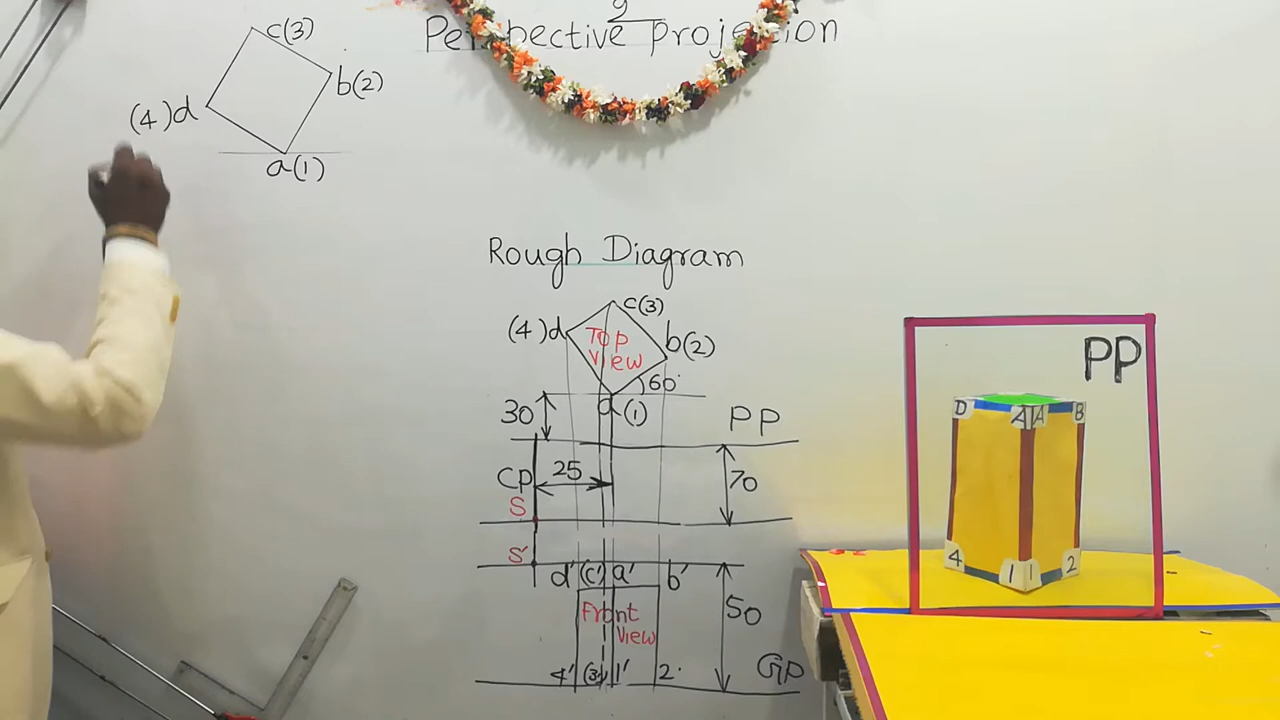 Perspective projection
c(3)
b(2)
(4)d
a(1)
Rough Diagram
c(3)
(4)d
Top
View
b(2)
60°
a(1)
30
PP
CP
25
70
S
S'
d' (c') a' b'
Front
View
50
4' (3') 1' 2'
GP
PP
D A A B
4 1 1 2